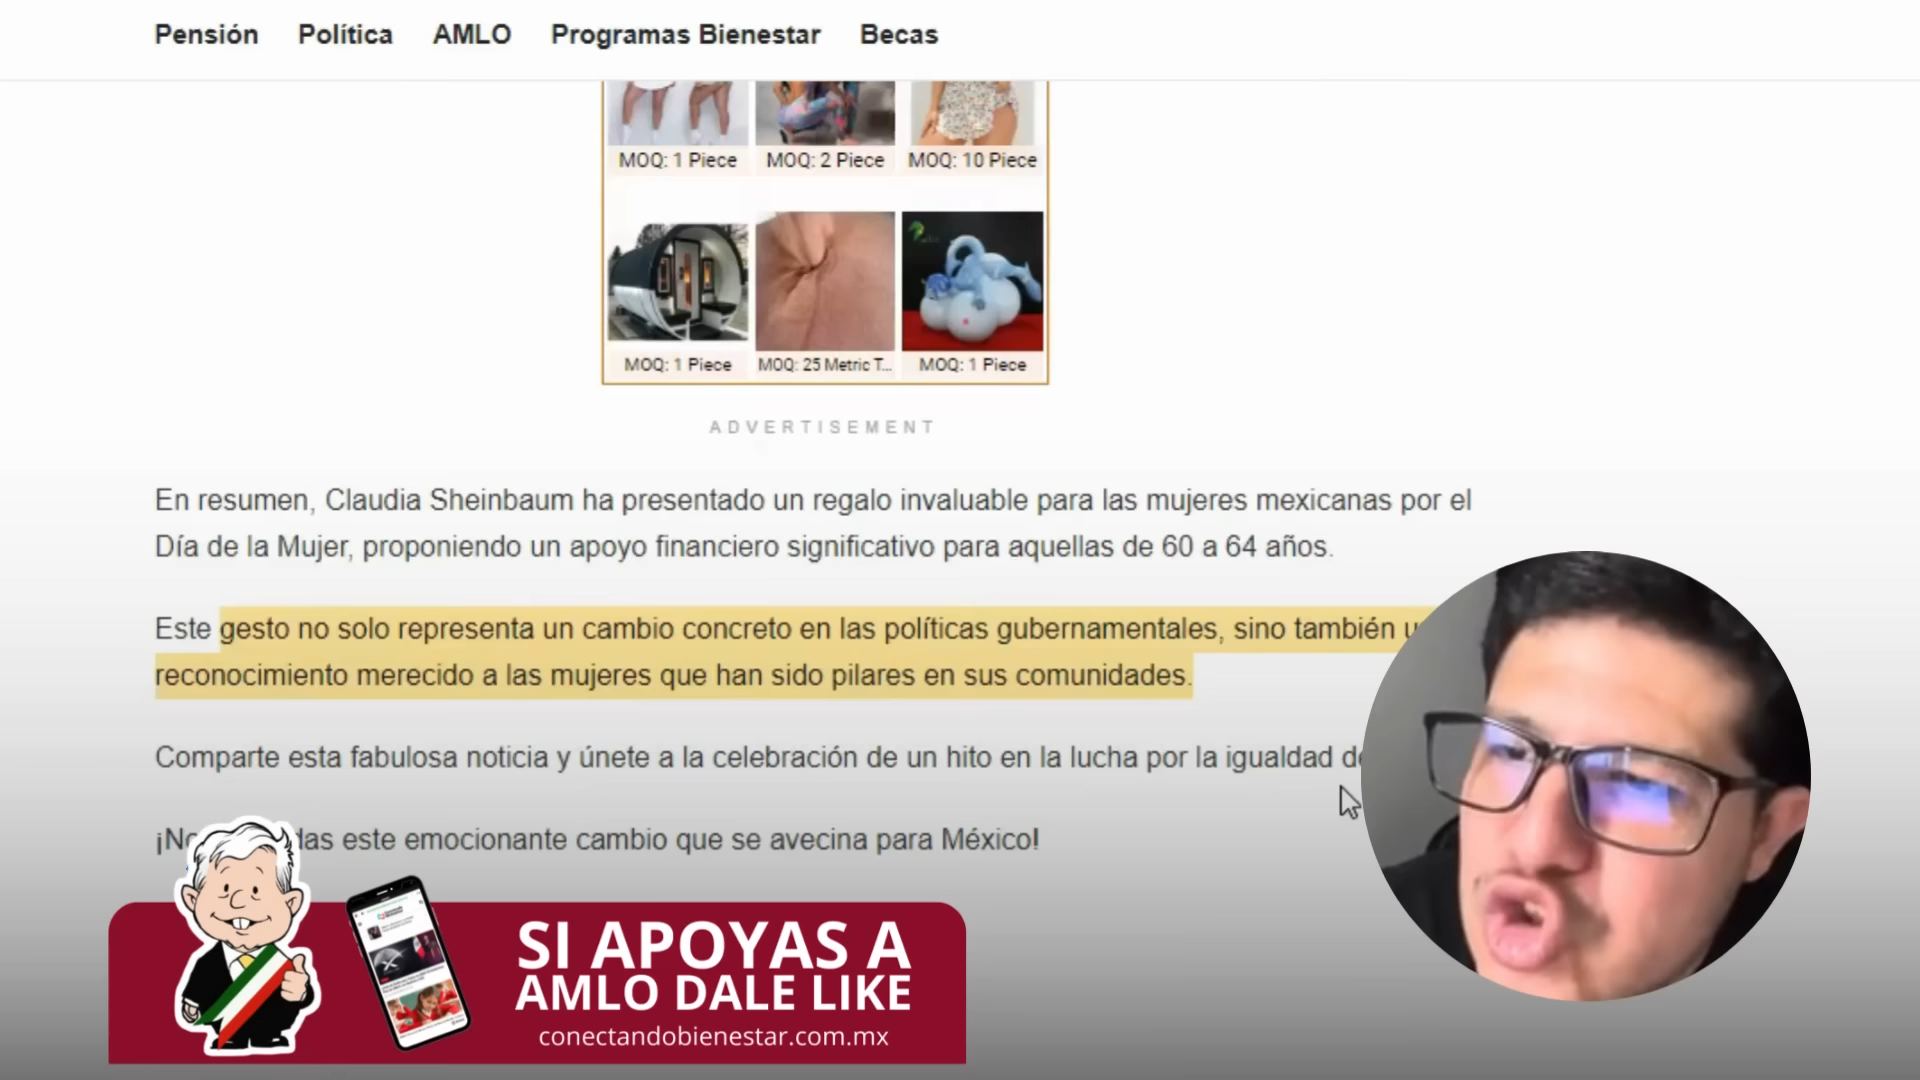 Pensión Política AMLO Programas Bienestar Becas
MOQ: 1 Piece MOQ: 2 Piece MOQ: 10 Piece
MOQ: 1 Piece MOQ: 25 Metric T... MOQ: 1 Piece
ADVERTISEMENT
En resumen, Claudia Sheinbaum ha presentado un regalo invaluable para las mujeres mexicanas por el
Día de la Mujer, proponiendo un apoyo financiero significativo para aquellas de 60 a 64 años.
Este gesto no solo representa un cambio concreto en las políticas gubernamentales, sino también
reconocimiento merecido a las mujeres que han sido pilares en sus comunidades.
Comparte esta fabulosa noticia y únete a la celebración de un hito en la lucha por la igualdad
este emocionante cambio que se avecina para México!
SI APOYAS A
AMLO DALE LIKE
conectandobienestar.com.mx